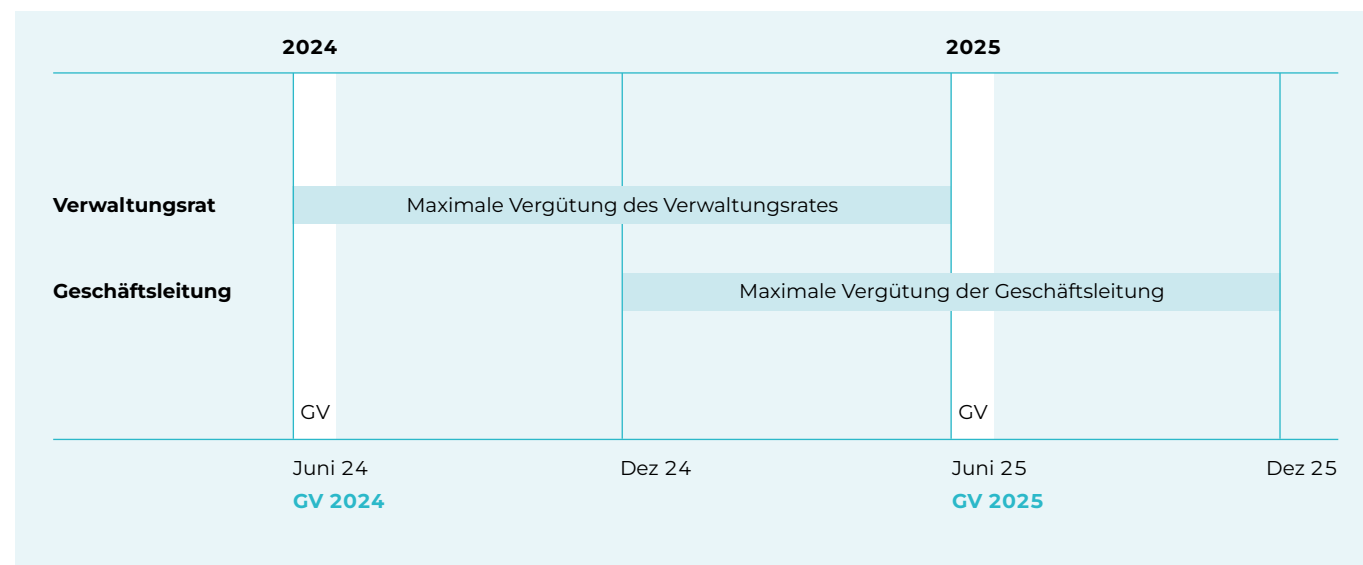 2024
2025
Verwaltungsrat
Maximale Vergütung des Verwaltungsrates
Geschäftsleitung
Maximale Vergütung der Geschäftsleitung
GV
GV
Juni 24
Dez 24
Juni 25
Dez 25
GV 2024
GV 2025